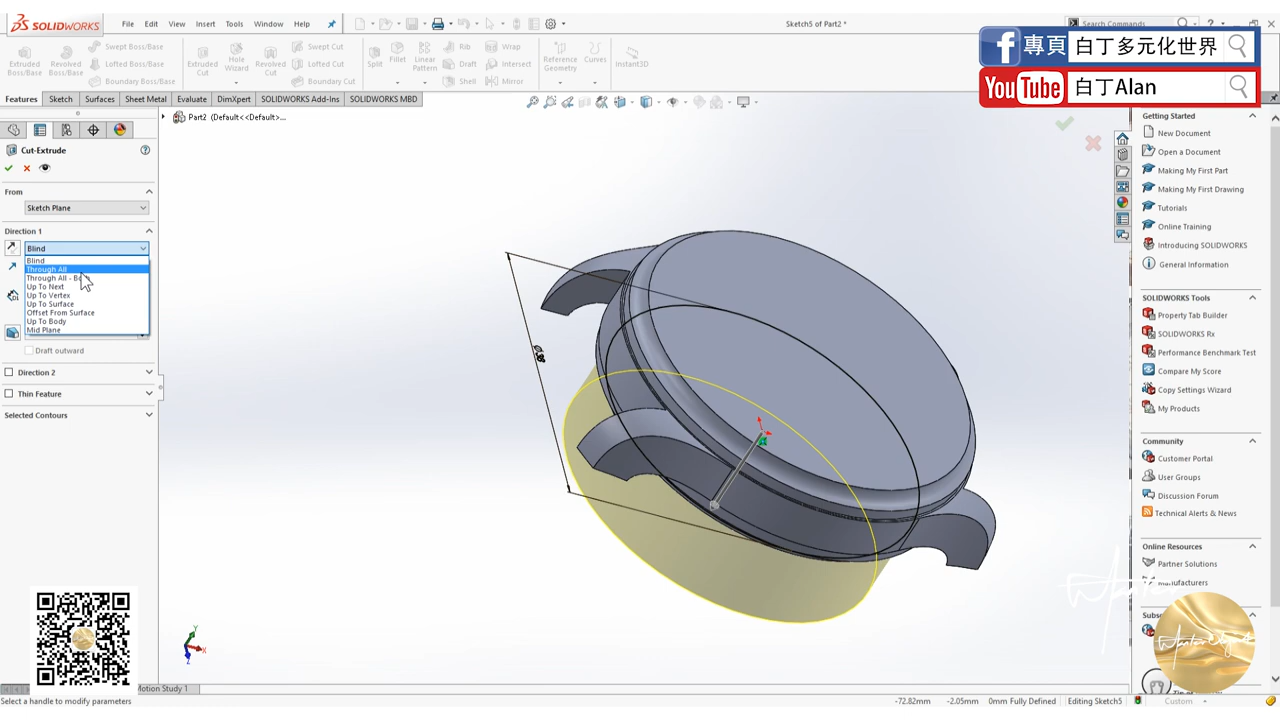 SOLIDWORKS
File Edit View Insert Tools Window Help
Sketch5 of Part2 *
Search Commands
專頁 白丁多元化世界
YouTube 白丁Alan
Extruded Boss/Base
Revolved Boss/Base
Swept Boss/Base
Lofted Boss/Base
Boundary Boss/Base
Extruded Cut
Hole Wizard
Revolved Cut
Swept Cut
Lofted
Boundary Cut
Split
Fillet
Linear Pattern
Rib
Draft
Shell
Wrap
Intersect
Mirror
Reference Geometry
Curves
Instant3D
Features Sketch Surfaces Sheet Metal Evaluate DimXpert SOLIDWORKS Add-Ins SOLIDWORKS MBD
Part2 (Default<<Default>...
Cut-Extrude
From
Sketch Plane
Direction 1
Blind
Blind
Through All
Through All - Bo
Up To Next
Up To Vertex
Up To Surface
Offset From Surface
Up To Body
Mid Plane
Draft outward
Direction 2
Thin Feature
Selected Contours
Getting Started
New Document
Open a Document
Making My First Part
Making My First Drawing
Tutorials
Online Training
Introducing SOLIDWORKS
General Information
SOLIDWORKS Tools
Property Tab Builder
SOLIDWORKS Rx
Performance Benchmark Test
Compare My Score
Copy Settings Wizard
My Products
Community
Customer Portal
User Groups
Discussion Forum
Technical Alerts & News
Online Resources
Partner Solutions
Manufacturers
Motion Study 1
Select a handle to modify parameters
-72.82mm -2.05mm 0mm Fully Defined Editing Sketch5 Custom